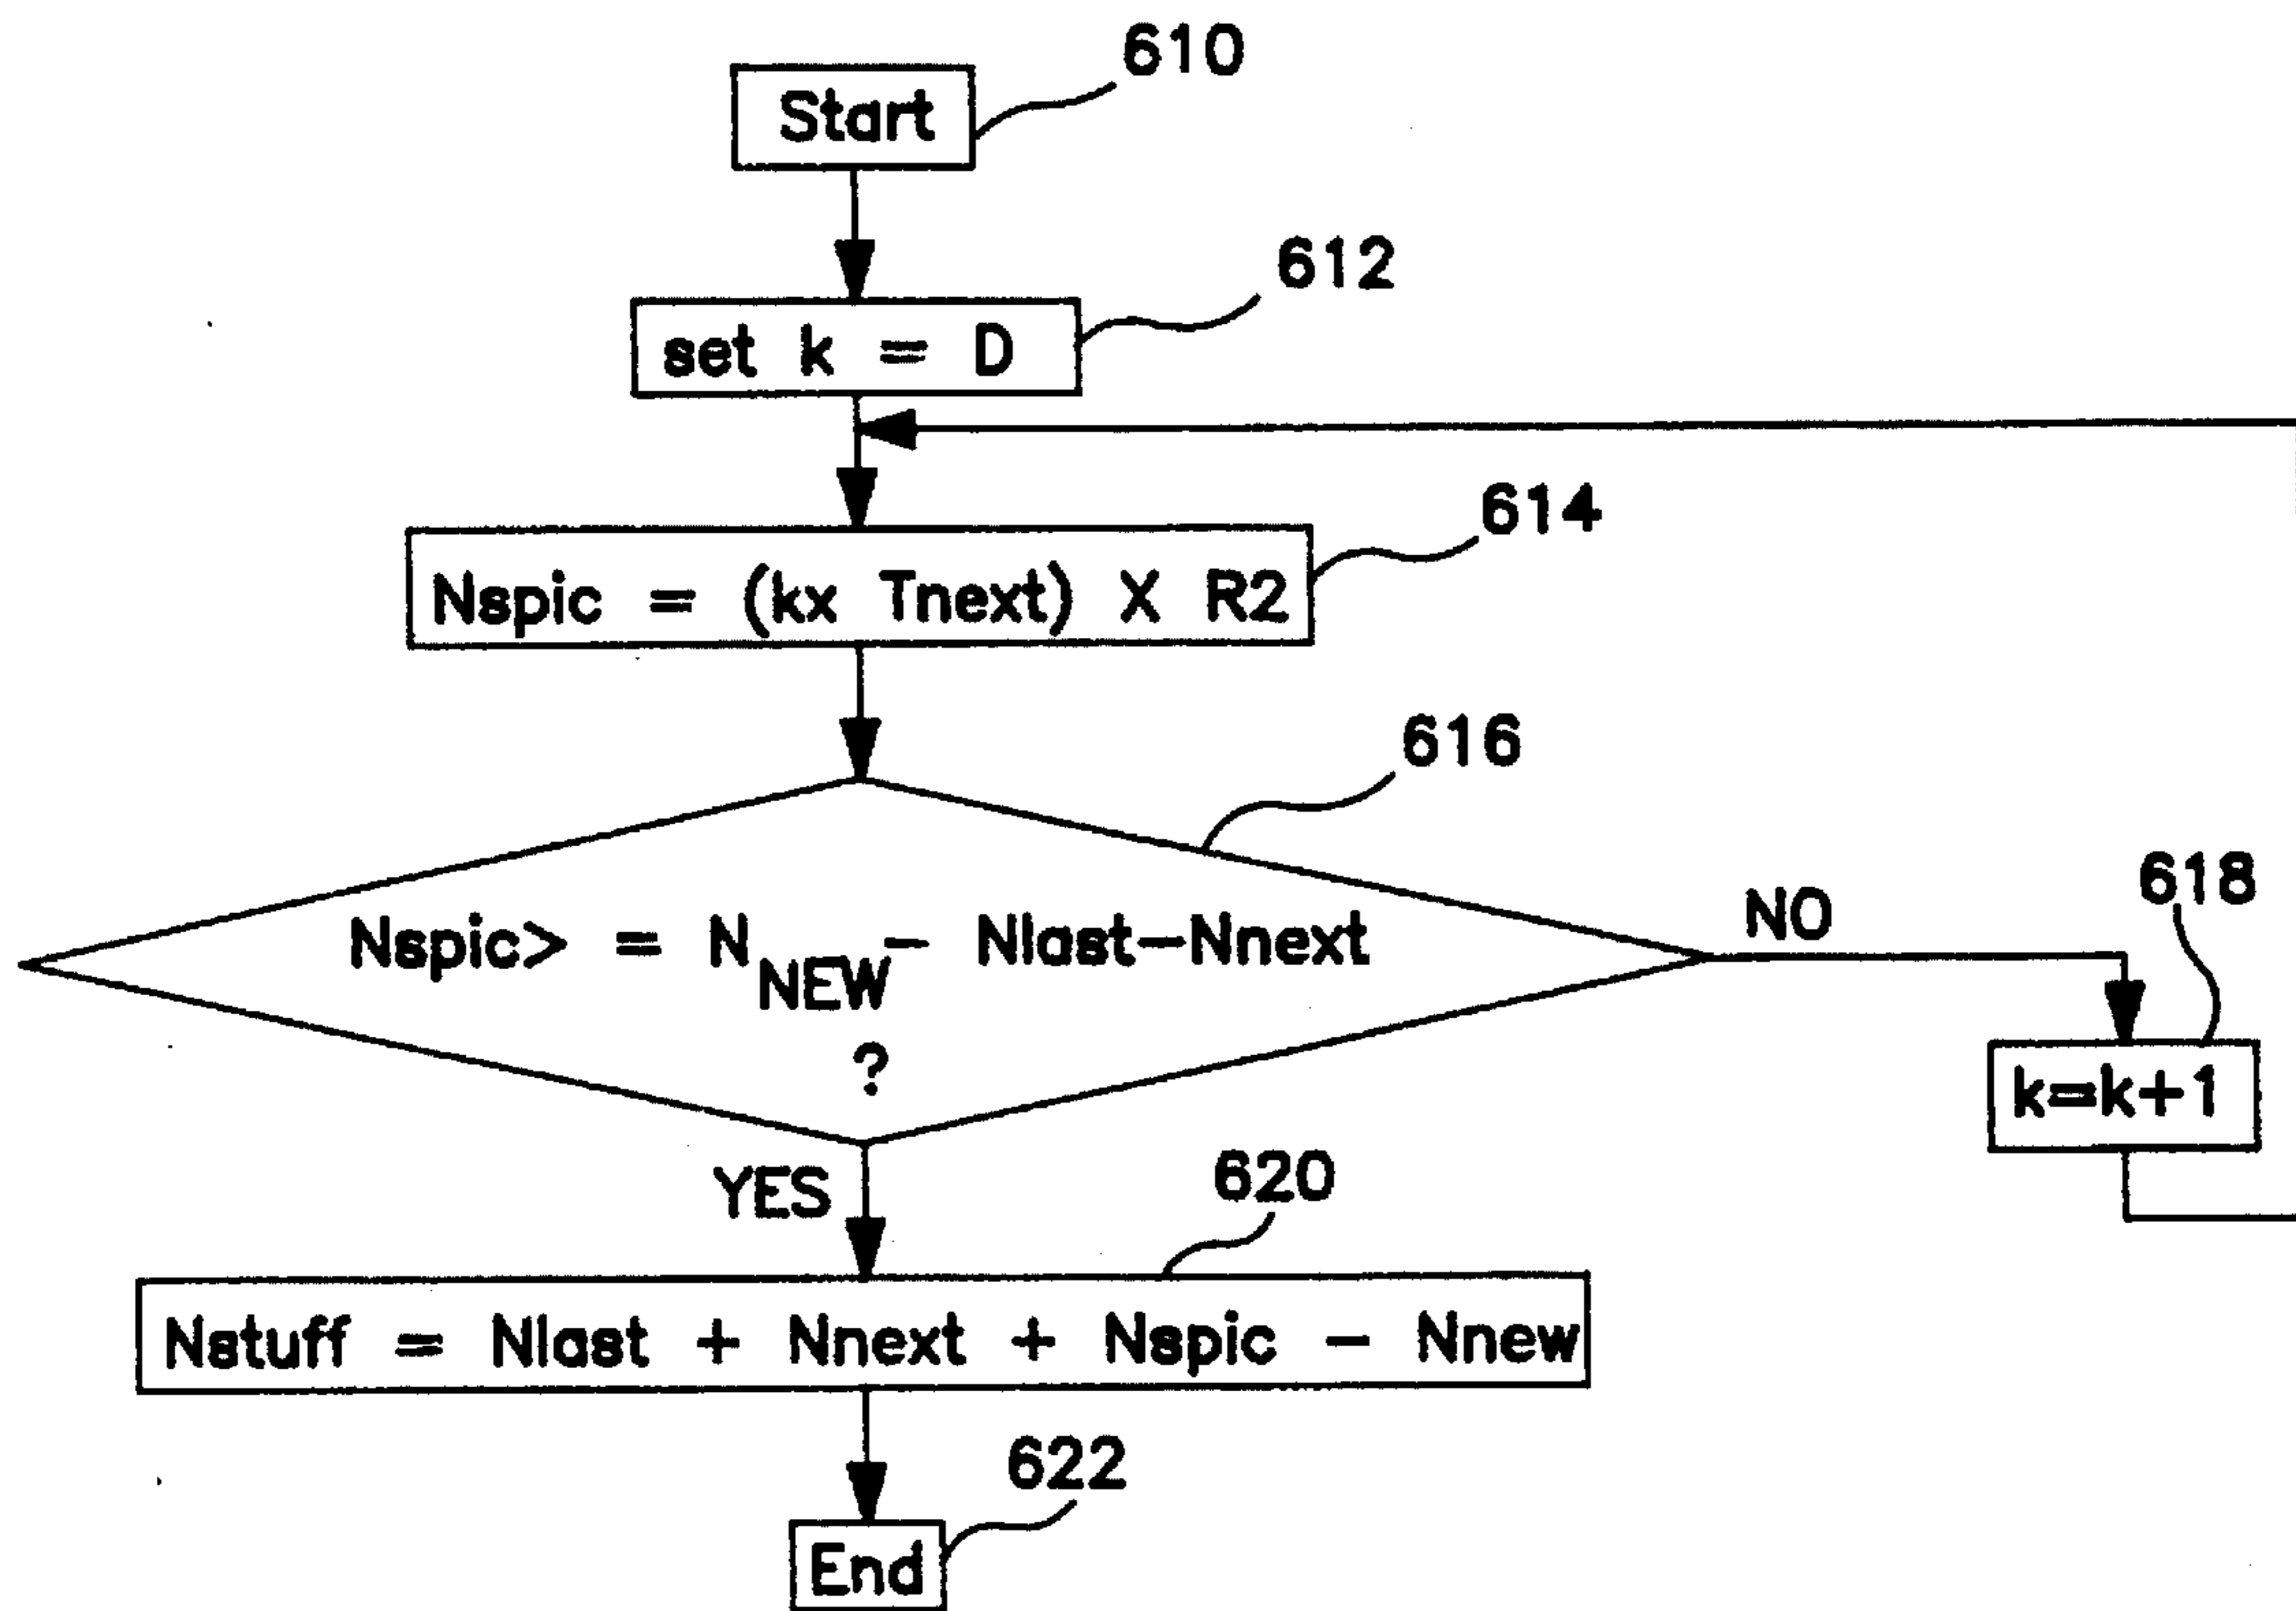 610
Start
612
set k = D
614
Nspic = (kx Tnext) X R2
616
Nspic> = N NEW - Nlast-Nnext
?
NO
618
k=k+1
YES
620
Nstuff = Nlast + Nnext + Nspic - Nnew
622
End